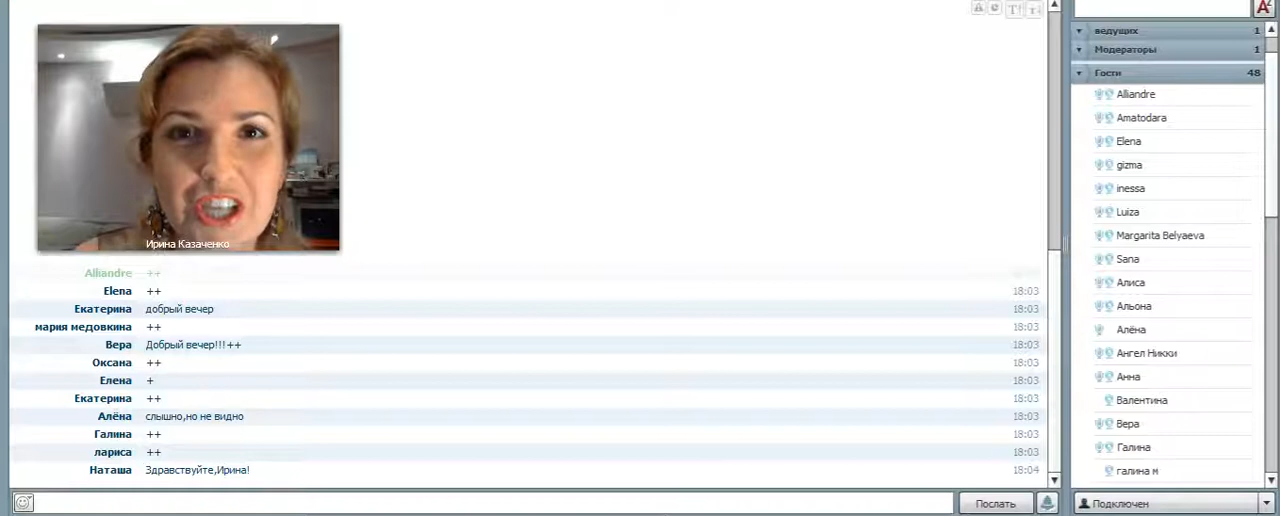 ведущих 1
Модераторы 1
Гости 48
Alliandre
Amatodara
Elena
gizma
inessa
Luiza
Margarita Belyaeva
Sana
Алиса
Альона
Алёна
Ангел Никки
Анна
Валентина
Вера
Галина
галина м
Ирина Казаченко
Alliandre ++
Elena ++ 18:03
Екатерина добрый вечер 18:03
мария медовкина ++ 18:03
Вера Добрый вечер!!!++ 18:03
Оксана ++ 18:03
Елена + 18:03
Екатерина ++ 18:03
Алёна слышно,но не видно 18:03
Галина ++ 18:03
лариса ++ 18:03
Наташа Здравствуйте,Ирина! 18:04
Послать
Подключен